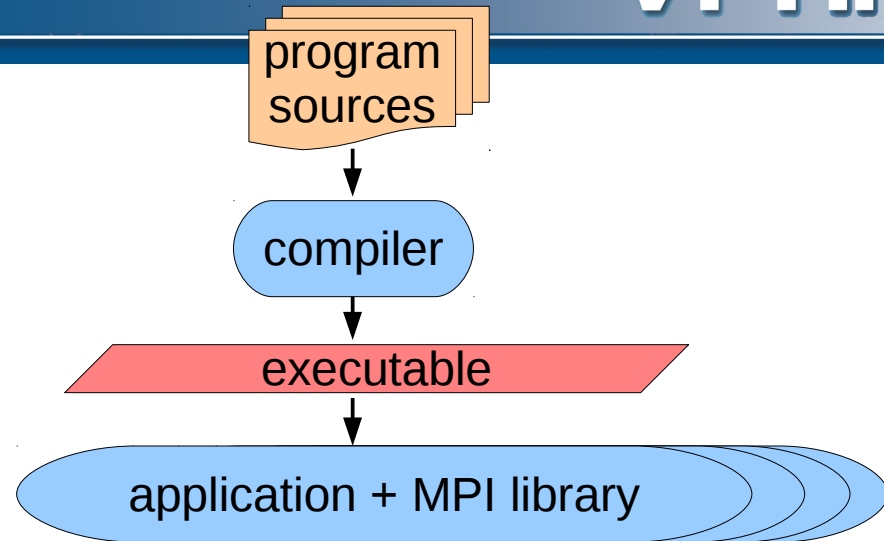 program
sources
compiler
executable
application + MPI library